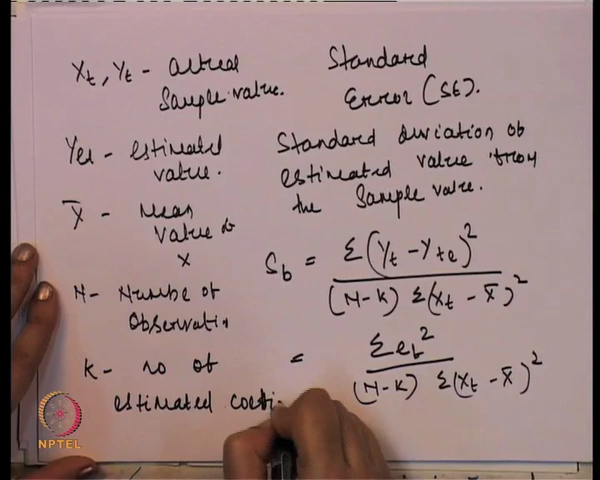 Xt, Yt - actual
Sample value.
Standard
Error (SE).
Yet - estimated
value.
Standard deviation of
estimated value from
the Sample value.
X̄ - Mean
value of
X
Sb = Σ(Yt - Yte)² / (N-K) Σ(Xt - X̄)²
N - Number of
Observation
= Σet² / (N-K) Σ(Xt - X̄)²
K - no of
estimated coeffi
NPTEL